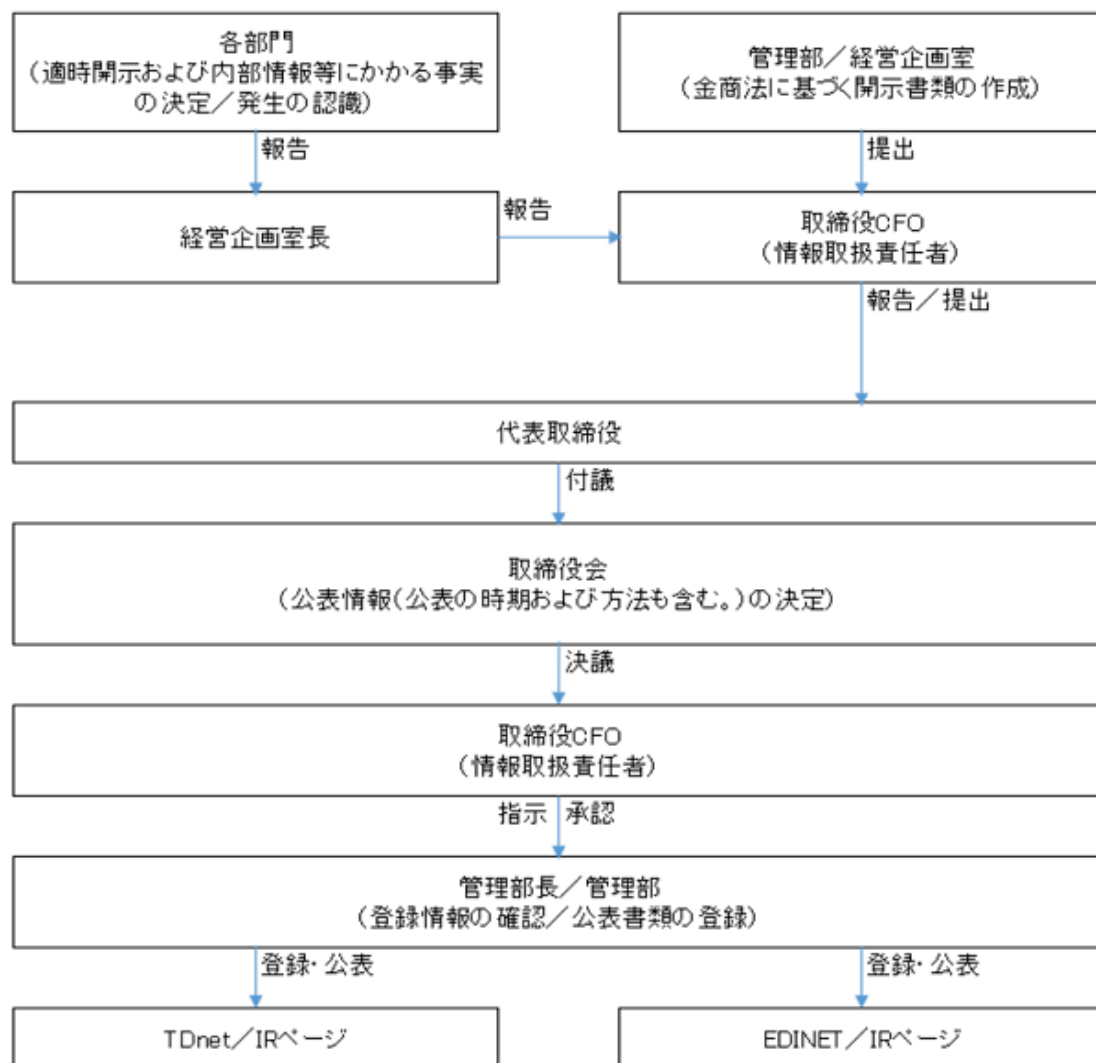 各部門
（適時開示および内部情報等にかかる事実
の決定／発生の認識）
管理部／経営企画室
（金商法に基づく開示書類の作成）
報告
提出
経営企画室長
報告
取締役CFO
（情報取扱責任者）
報告／提出
代表取締役
付議
取締役会
（公表情報（公表の時期および方法も含む。）の決定）
決議
取締役CFO
（情報取扱責任者）
指示 承認
管理部長／管理部
（登録情報の確認／公表書類の登録）
登録・公表
登録・公表
TDnet／IRページ
EDINET／IRページ